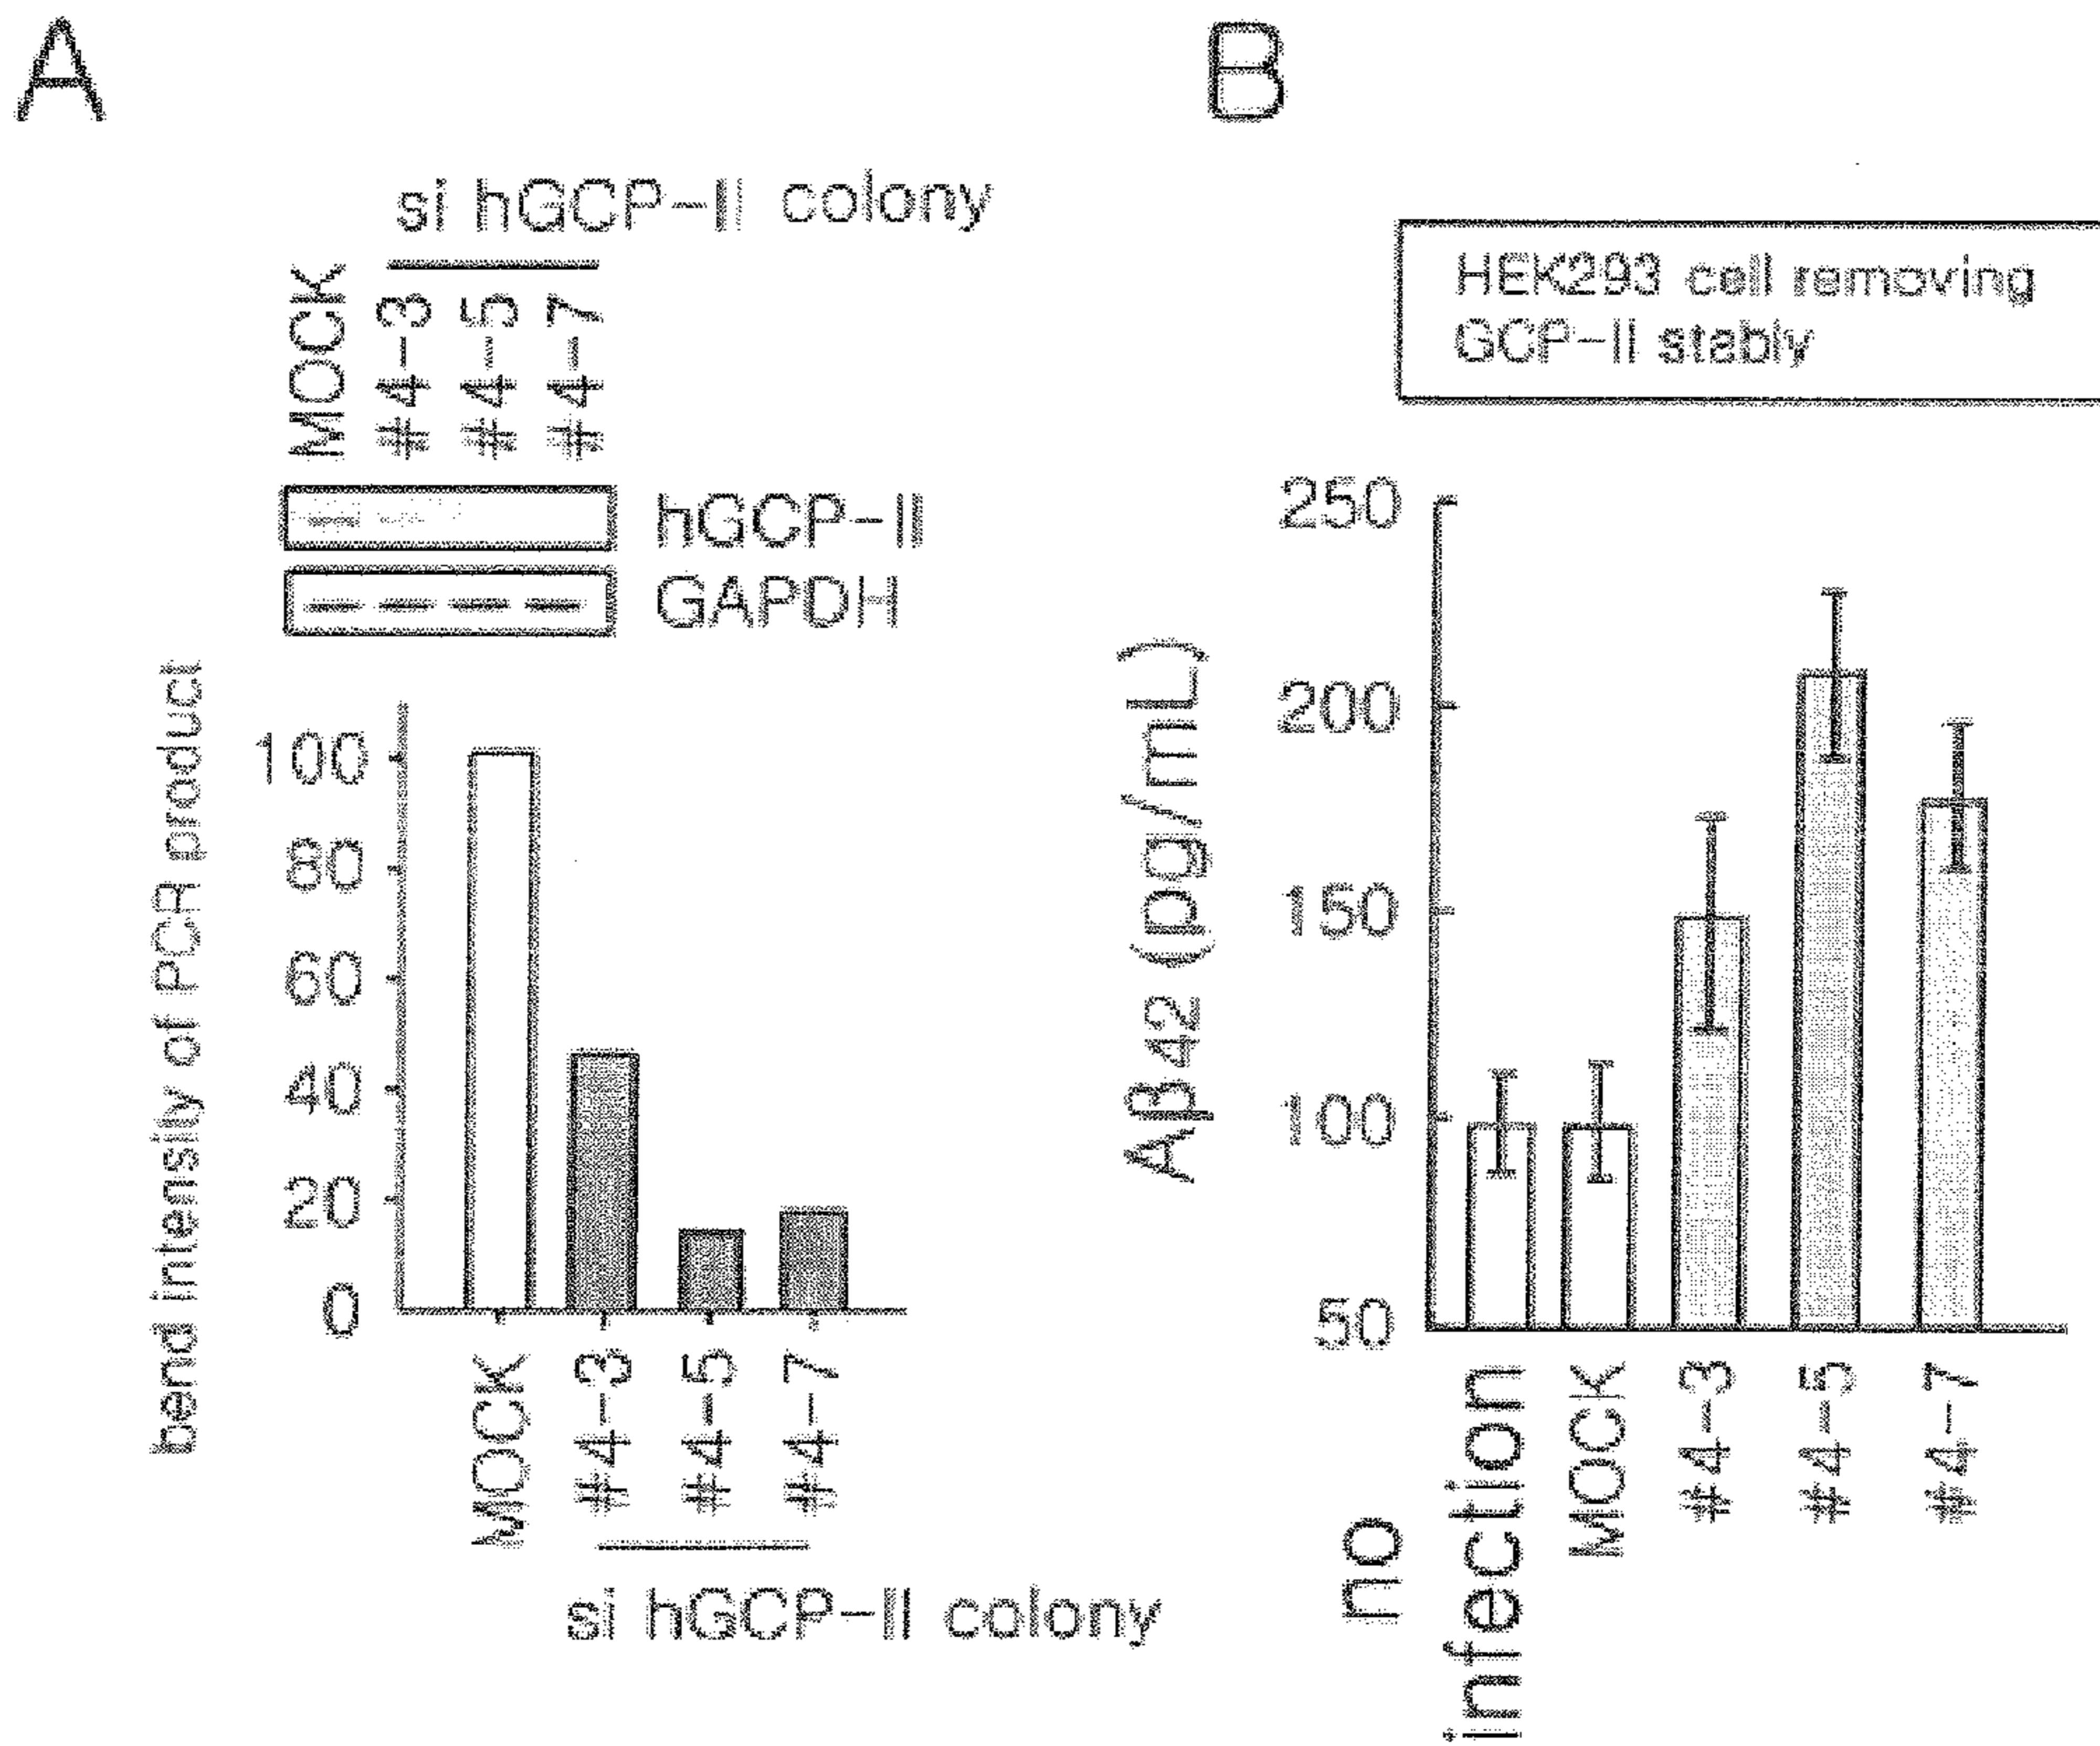 A
si hGCP-II colony
MOCK
#4-3
#4-5
#4-7
hGCP-II
GAPDH
bend intensity of PCR product
100
80
60
40
20
0
MOCK
#4-3
#4-5
#4-7
si hGCP-II colony
B
HEK293 cell removing
GCP-II stably
Aβ42 (pg/mL)
250
200
150
100
50
no
infection
MOCK
#4-3
#4-5
#4-7